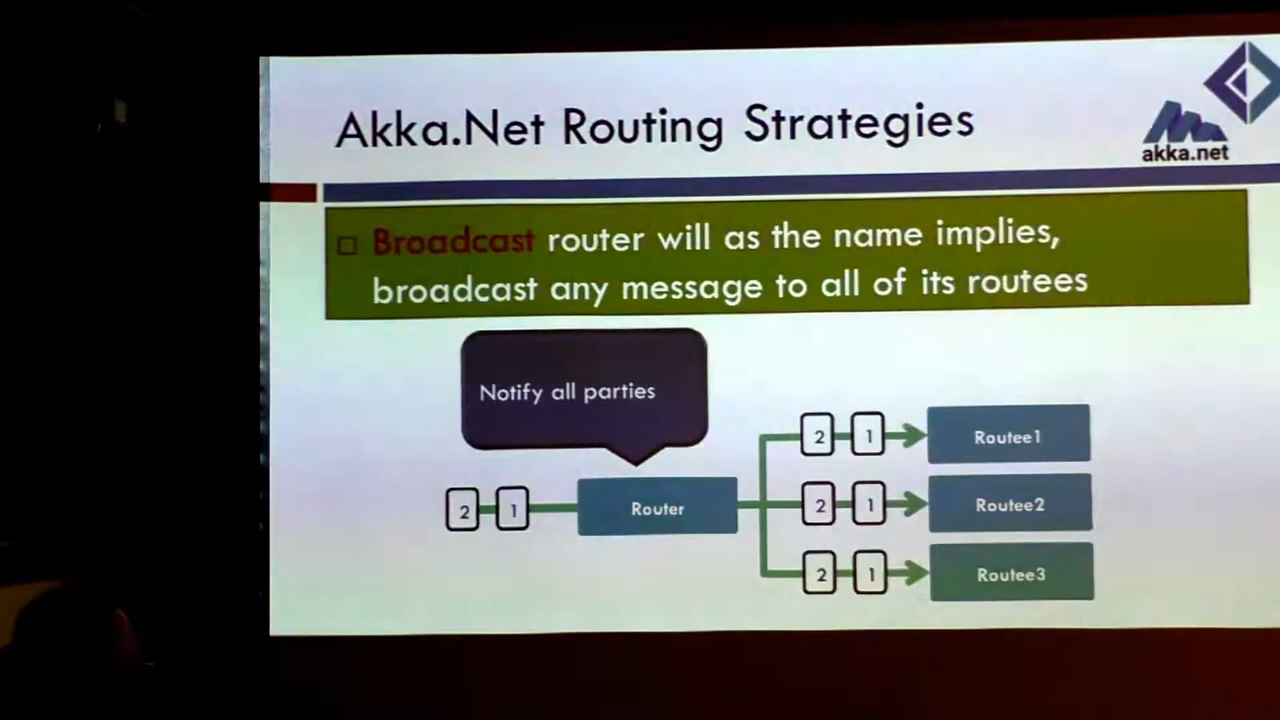 Akka.Net Routing Strategies
akka.net
Broadcast router will as the name implies,
broadcast any message to all of its routees
Notify all parties
2 1 Router
2 1 Routee1
2 1 Routee2
2 1 Routee3